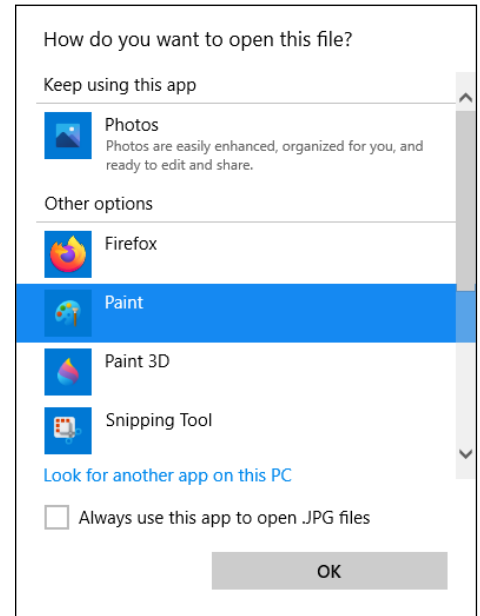 How do you want to open this file?
Keep using this app
Photos
Photos are easily enhanced, organized for you, and
ready to edit and share.
Other options
Firefox
Paint
Paint 3D
Snipping Tool
Look for another app on this PC
Always use this app to open .JPG files
OK